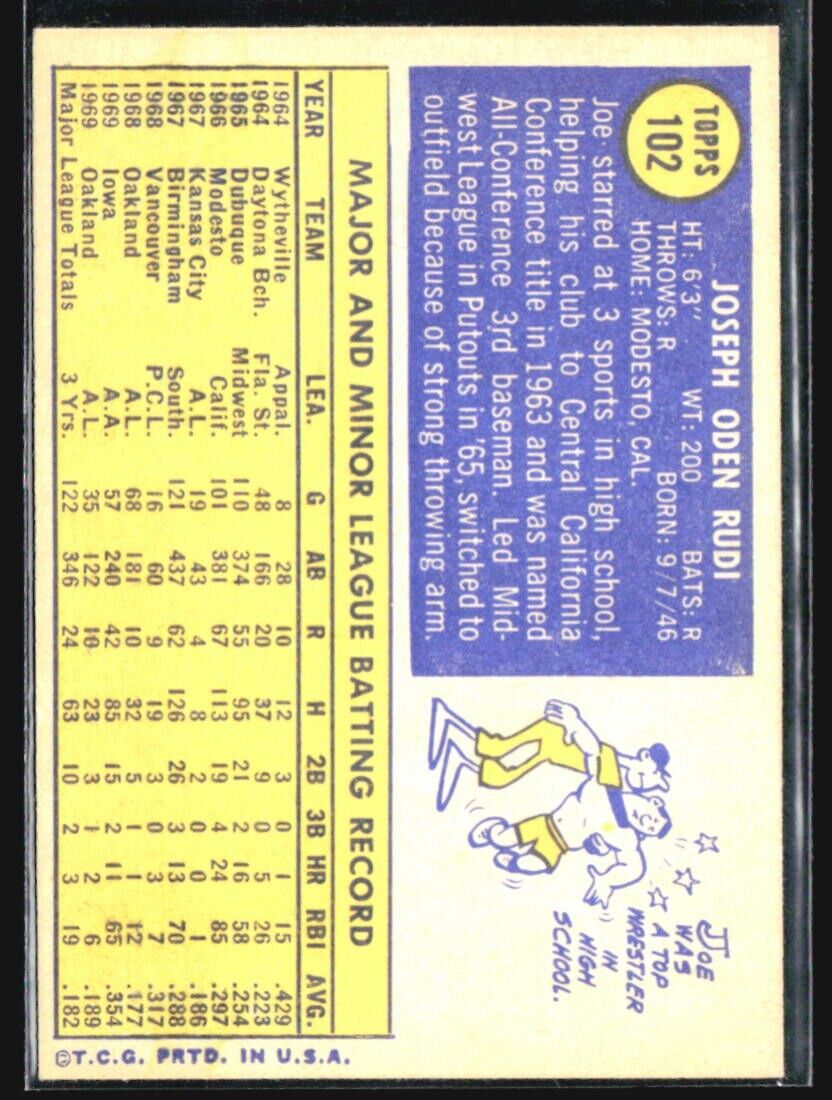 TOPPS
102
JOSEPH ODEN RUDI
HT: 6'3" WT: 200 BATS: R
THROWS: R BORN: 9/7/46
HOME: MODESTO, CAL.
Joe starred at 3 sports in high school,
helping his club to Central California
Conference title in 1963 and was named
All-Conference 3rd baseman. Led Mid-
west League in Putouts in '65, switched to
outfield because of strong throwing arm.
JOE
WAS
A TOP
WRESTLER
IN
HIGH
SCHOOL.
MAJOR AND MINOR LEAGUE BATTING RECORD
YEAR TEAM LEA. G AB R H 2B 3B HR RBI AVG.
1964 Wytheville Appal. 8 28 10 12 3 0 1 15 .429
1964 Daytona Bch. Fla. St. 48 166 20 37 9 0 5 26 .223
1965 Dubuque Midwest 110 374 55 95 21 2 16 58 .254
1966 Modesto Calif. 101 381 67 113 19 4 24 85 .297
1967 Kansas City A.L. 19 43 4 8 2 0 0 1 .186
1967 Birmingham South. 121 437 62 126 26 3 13 70 .288
1968 Vancouver P.C.L. 16 60 9 19 3 0 3 7 .317
1968 Oakland A.L. 68 181 10 32 5 1 1 12 .177
1969 Iowa A.A. 57 240 42 85 15 2 11 65 .354
1969 Oakland A.L. 35 122 10 23 3 1 2 6 .189
Major League Totals 3 Yrs. 122 346 24 63 10 2 3 19 .182
©T.C.G. PRTD. IN U.S.A.